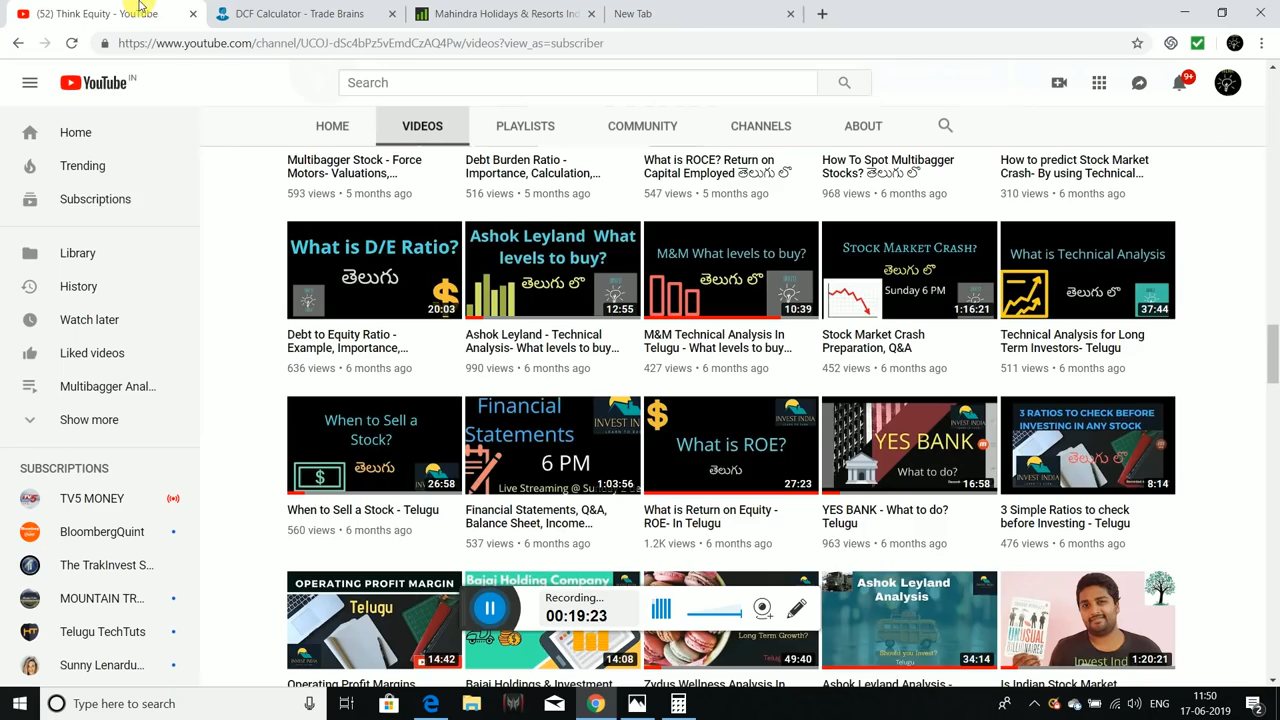 (52) Think Equity - YouTube
DCF Calculator - Trade Brains
Mahindra Holidays & Resorts Ind
New Tab
https://www.youtube.com/channel/UCOJ-dSc4bPz5vEmdCzAQ4Pw/videos?view_as=subscriber
YouTube IN
Search
9+
HOME
VIDEOS
PLAYLISTS
COMMUNITY
CHANNELS
ABOUT
Home
Trending
Subscriptions
Library
History
Watch later
Liked videos
Multibagger Anal...
Show more
SUBSCRIPTIONS
TV5 MONEY
BloombergQuint
The TrakInvest S...
MOUNTAIN TR...
Telugu TechTuts
Sunny Lenardu...
Multibagger Stock - Force
Motors- Valuations,...
593 views • 5 months ago
Debt Burden Ratio -
Importance, Calculation,...
516 views • 5 months ago
What is ROCE? Return on
Capital Employed తెలుగు లో
547 views • 5 months ago
How To Spot Multibagger
Stocks? తెలుగు లో
968 views • 6 months ago
How to predict Stock Market
Crash- By using Technical...
310 views • 6 months ago
What is D/E Ratio?
తెలుగు
20:03
Debt to Equity Ratio -
Example, Importance,...
636 views • 6 months ago
Ashok Leyland What
levels to buy?
తెలుగు లో
12:55
Ashok Leyland - Technical
Analysis- What levels to buy...
990 views • 6 months ago
M&M What levels to buy?
తెలుగు లో
10:39
M&M Technical Analysis In
Telugu - What levels to buy...
427 views • 6 months ago
STOCK MARKET CRASH?
తెలుగు లో
Sunday 6 PM
1:16:21
Stock Market Crash
Preparation, Q&A
452 views • 6 months ago
What is Technical Analysis
తెలుగు లో
37:44
Technical Analysis for Long
Term Investors- Telugu
511 views • 6 months ago
When to Sell a
Stock?
తెలుగు
26:58
When to Sell a Stock - Telugu
560 views • 6 months ago
Financial
Statements
INVEST INDIA
6 PM
Live Streaming @
1:03:56
Financial Statements, Q&A,
Balance Sheet, Income...
537 views • 6 months ago
INVEST INDIA
What is ROE?
తెలుగు
27:23
What is Return on Equity -
ROE- In Telugu
1.2K views • 6 months ago
INVEST INDIA
YES BANK
What to do?
16:58
YES BANK - What to do?
Telugu
963 views • 6 months ago
3 RATIOS TO CHECK BEFORE
INVESTING IN ANY STOCK
తెలుగు లో
INVEST INDIA
8:14
3 Simple Ratios to check
before Investing - Telugu
476 views • 6 months ago
OPERATING PROFIT MARGIN
Telugu
14:42
Operating Profit Margins
Bajaj Holding Company
14:08
Bajaj Holdings & Investment
Long Term Growth?
49:40
Zydus Wellness Analysis In
Ashok Leyland
Analysis
Should you Invest?
Telugu
34:14
Ashok Leyland Analysis -
UNUSUAL
Invest Ind
1:20:21
Is Indian Stock Market
Recording...
00:19:23
Type here to search
ENG
11:50
17-06-2019
2